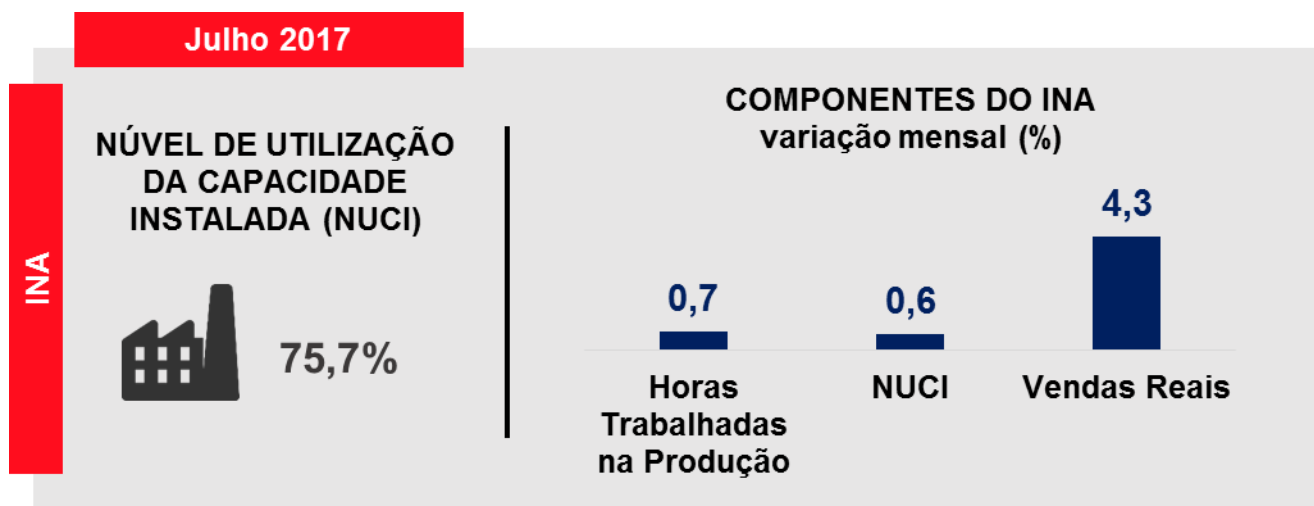 Julho 2017
INA
NÚVEL DE UTILIZAÇÃO
DA CAPACIDADE
INSTALADA (NUCI)
75,7%
COMPONENTES DO INA
variação mensal (%)
0,7
0,6
4,3
Horas
Trabalhadas
na Produção
NUCI
Vendas Reais